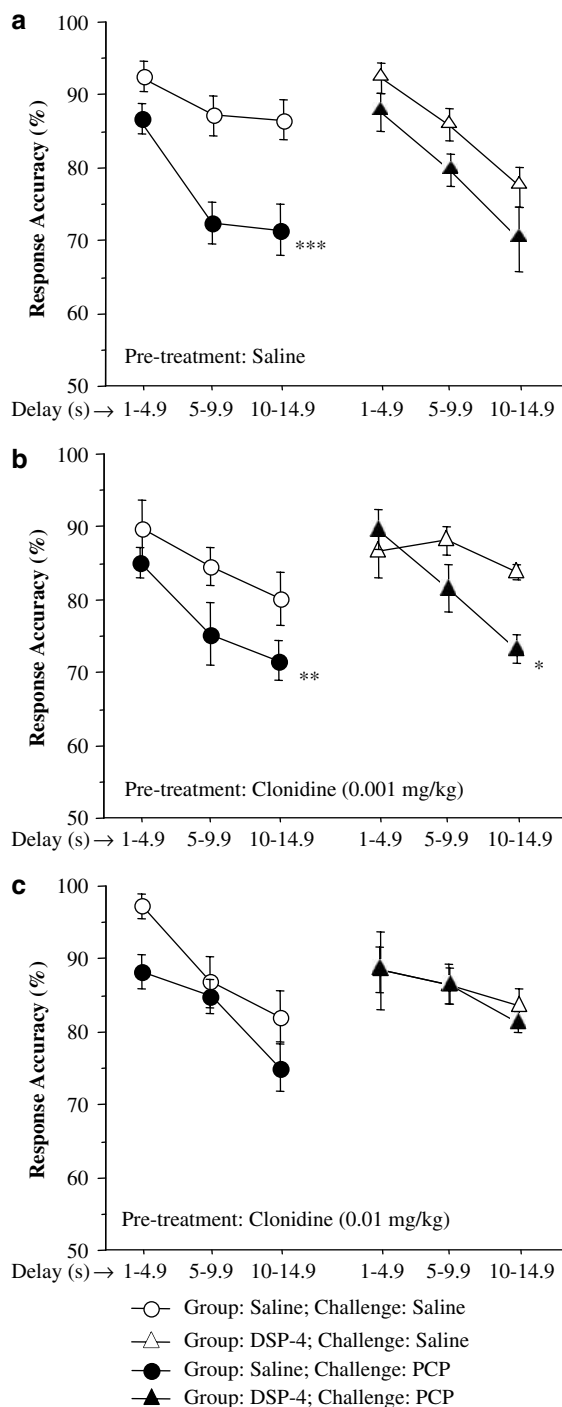 a
100
90
80
70
60
50
Response Accuracy (%)
***
Pre-treatment: Saline
Delay (s) → 1-4.9 5-9.9 10-14.9 1-4.9 5-9.9 10-14.9
b
100
90
80
70
60
50
Response Accuracy (%)
**
*
Pre-treatment: Clonidine (0.001 mg/kg)
Delay (s) → 1-4.9 5-9.9 10-14.9 1-4.9 5-9.9 10-14.9
c
100
90
80
70
60
50
Response Accuracy (%)
Pre-treatment: Clonidine (0.01 mg/kg)
Delay (s) → 1-4.9 5-9.9 10-14.9 1-4.9 5-9.9 10-14.9
Group: Saline; Challenge: Saline
Group: DSP-4; Challenge: Saline
Group: Saline; Challenge: PCP
Group: DSP-4; Challenge: PCP